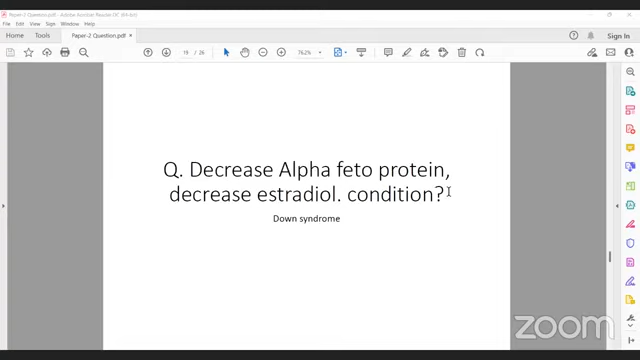 Paper-2 Question.pdf - Adobe Acrobat Reader DC (64-bit)
File Edit View Sign Window Help
Home Tools Paper-2 Question.pdf × Sign In
19 / 26 76.2%
Q. Decrease Alpha feto protein,
decrease estradiol. condition?
Down syndrome
zoom